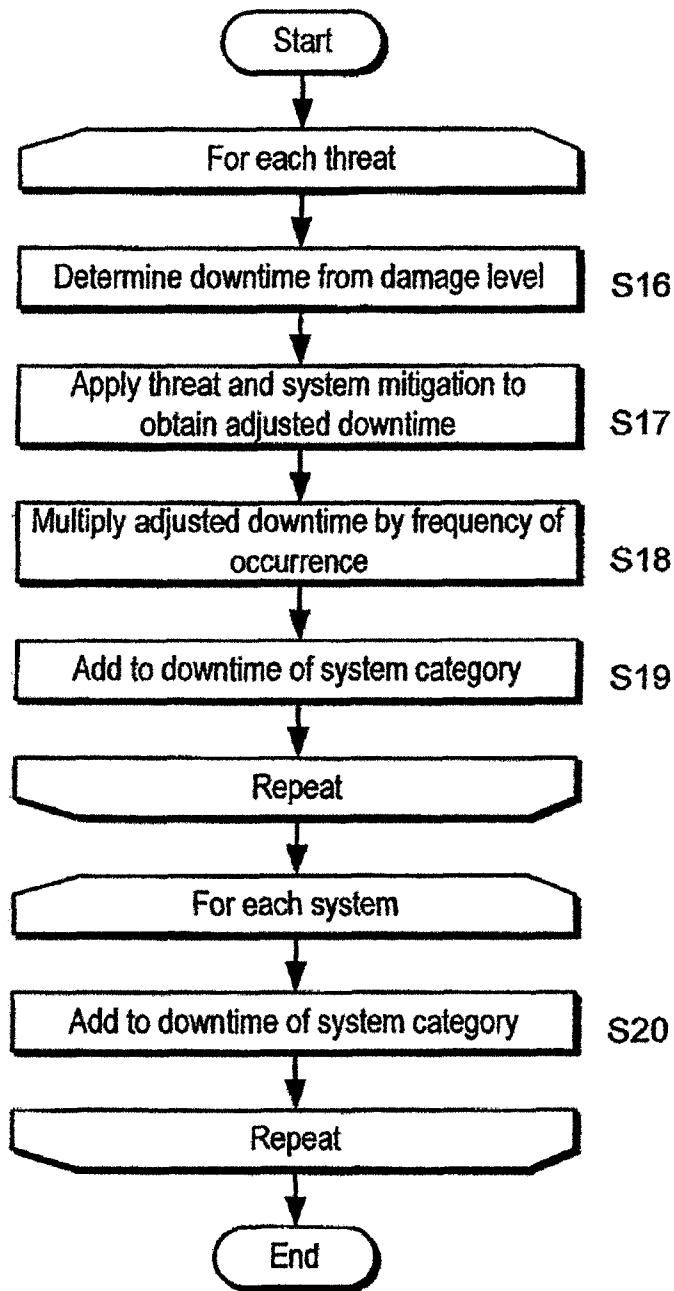 Start
For each threat
Determine downtime from damage level
S16
Apply threat and system mitigation to
obtain adjusted downtime
S17
Multiply adjusted downtime by frequency of
occurrence
S18
Add to downtime of system category
S19
Repeat
For each system
Add to downtime of system category
S20
Repeat
End